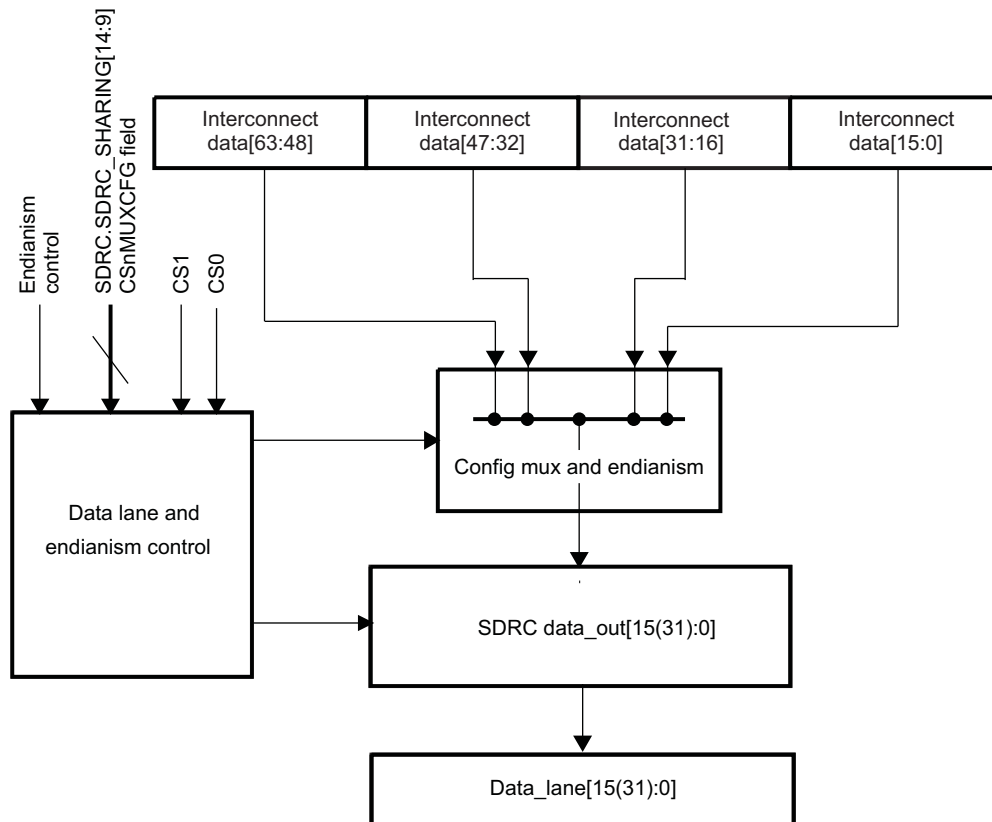 Interconnect
data[63:48]
Interconnect
data[47:32]
Interconnect
data[31:16]
Interconnect
data[15:0]
Endianism
control
SDRC.SDRC_SHARING[14:9]
CSnMUXCFG field
CS1
CS0
Config mux and endianism
Data lane and
endianism control
SDRC data_out[15(31):0]
Data_lane[15(31):0]